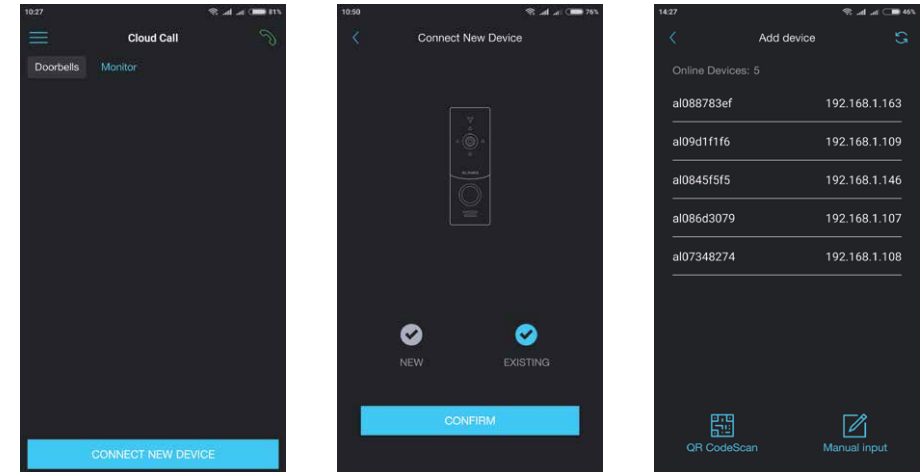 10:27 81%
Cloud Call
Doorbells Monitor
CONNECT NEW DEVICE
10:50 76%
Connect New Device
NEW EXISTING
CONFIRM
14:27 46%
Add device
Online Devices: 5
al088783ef 192.168.1.163
al09d1f1f6 192.168.1.109
al0845f5f5 192.168.1.146
al086d3079 192.168.1.107
al07348274 192.168.1.108
QR CodeScan Manual input